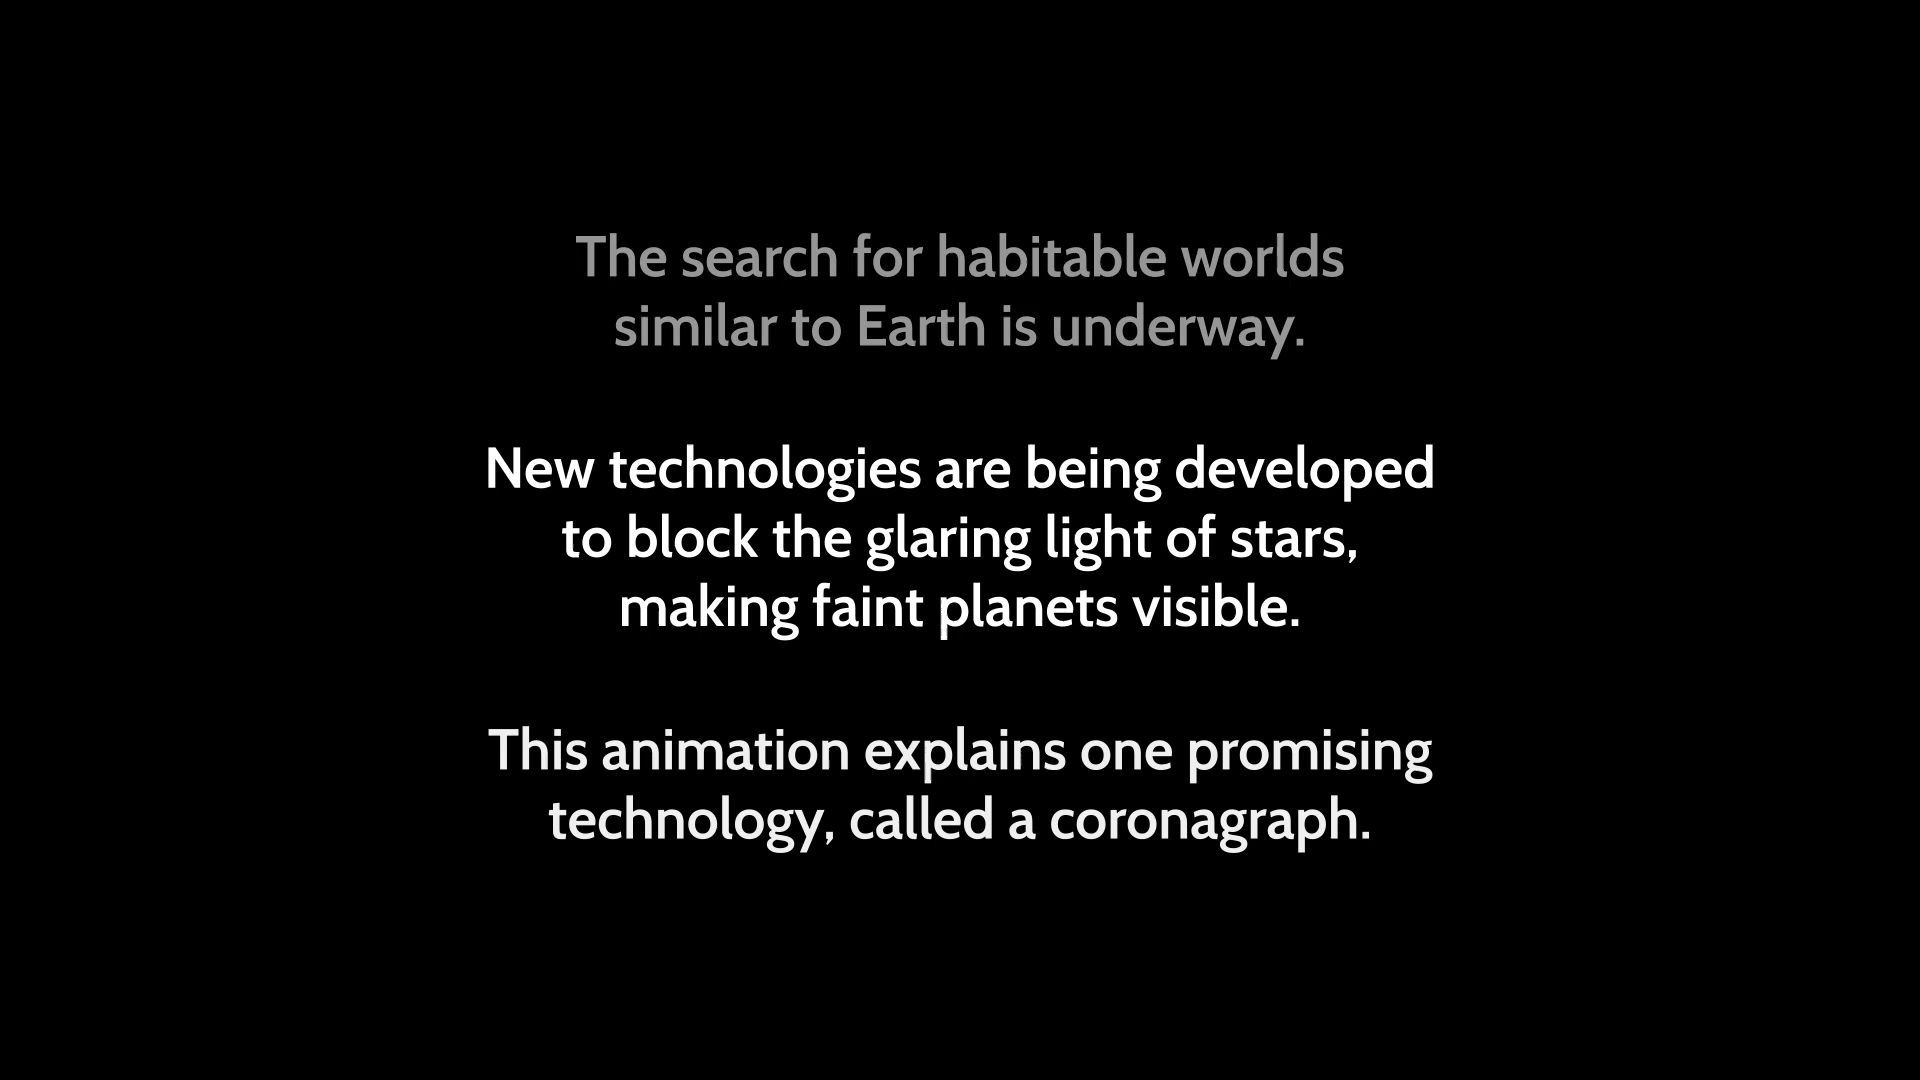 The search for habitable worlds
similar to Earth is underway.
New technologies are being developed
to block the glaring light of stars,
making faint planets visible.
This animation explains one promising
technology, called a coronagraph.